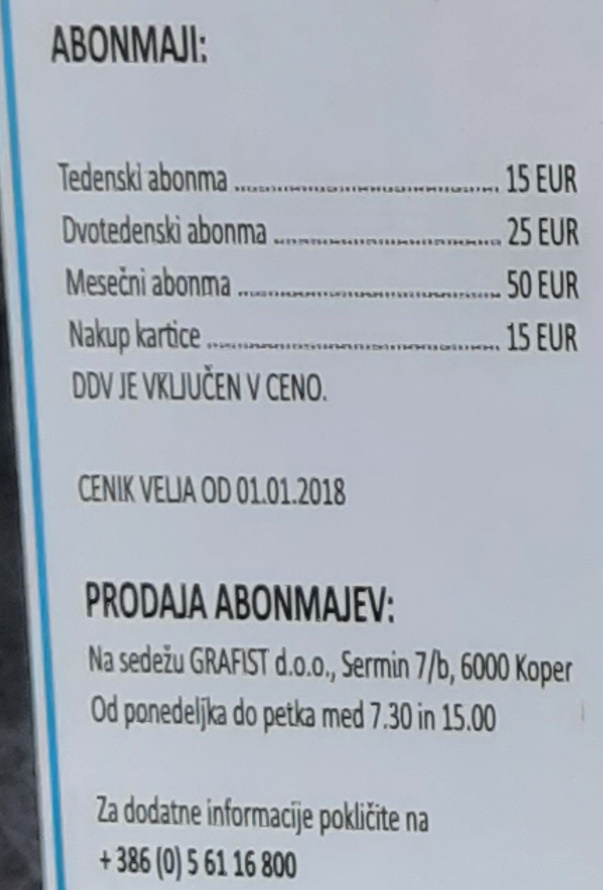 ABONMAJI:
Tedenski abonma ........................................ 15 EUR
Dvotedenski abonma ................................. 25 EUR
Mesečni abonma ....................................... 50 EUR
Nakup kartice ............................................ 15 EUR
DDV JE VKLJUČEN V CENO.
CENIK VELJA OD 01.01.2018
PRODAJA ABONMAJEV:
Na sedežu GRAFIST d.o.o., Sermin 7/b, 6000 Koper
Od ponedeljka do petka med 7.30 in 15.00
Za dodatne informacije pokličite na
+ 386 (0) 5 61 16 800